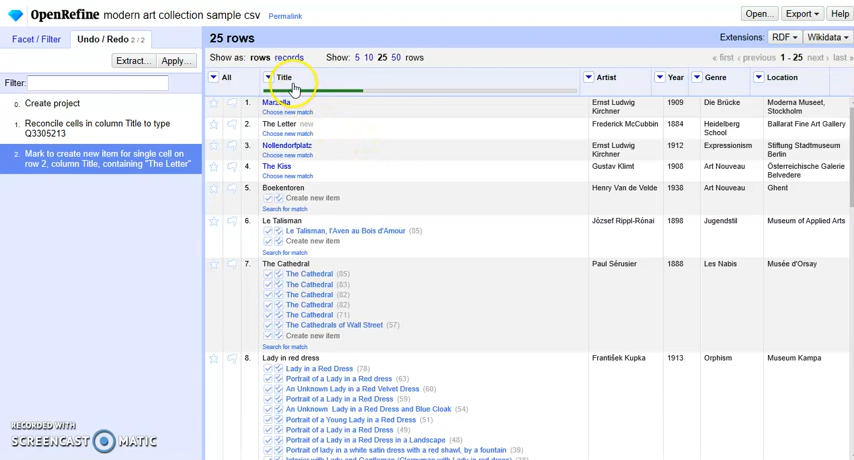 OpenRefine modern art collection sample csv Permalink
Open... Export Help
Facet / Filter Undo / Redo 2 / 2
25 rows
Extensions: RDF Wikidata
Extract... Apply...
Show as: rows records Show: 5 10 25 50 rows
« first ‹ previous 1 - 25 next › last »
Filter:
All Title Artist Year Genre Location
0. Create project
1. Reconcile cells in column Title to type
Q3305213
2. Mark to create new item for single cell on
row 2, column Title, containing "The Letter"
1. Marzella Ernst Ludwig 1909 Die Brücke Moderna Museet,
Choose new match Kirchner Stockholm
2. The Letter new Frederick McCubbin 1884 Heidelberg Ballarat Fine Art Gallery
Choose new match School
3. Nollendorfplatz Ernst Ludwig 1912 Expressionism Stiftung Stadtmuseum
Choose new match Kirchner Berlin
4. The Kiss Gustav Klimt 1908 Art Nouveau Österreichische Galerie
Choose new match Belvedere
5. Boekentoren Henry Van de Velde 1938 Art Nouveau Ghent
Create new item
Search for match
6. Le Talisman József Rippl-Rónai 1898 Jugendstil Museum of Applied Arts
Le Talisman, l'Aven au Bois d'Amour (85)
Create new item
Search for match
7. The Cathedral Paul Sérusier 1888 Les Nabis Musée d'Orsay
The Cathedral (85)
The Cathedral (83)
The Cathedral (82)
The Cathedral (82)
The Cathedral (71)
The Cathedrals of Wall Street (57)
Create new item
Search for match
8. Lady in red dress František Kupka 1913 Orphism Museum Kampa
Lady in a Red Dress (78)
Portrait of a Lady in a Red dress (63)
An Unknown Lady in a Red Velvet Dress (60)
Portrait of a Lady in a Red Dress (59)
An Unknown Lady in a Red Dress and Blue Cloak (54)
Portrait of a Young Lady in a Red Dress (51)
Portrait of a Lady in a Red Dress (49)
Portrait of a Lady in a Red Dress in a Landscape (48)
Portrait of lady in a white satin dress with a red shawl, by a fountain (39)
RECORDED WITH
SCREENCAST MATIC